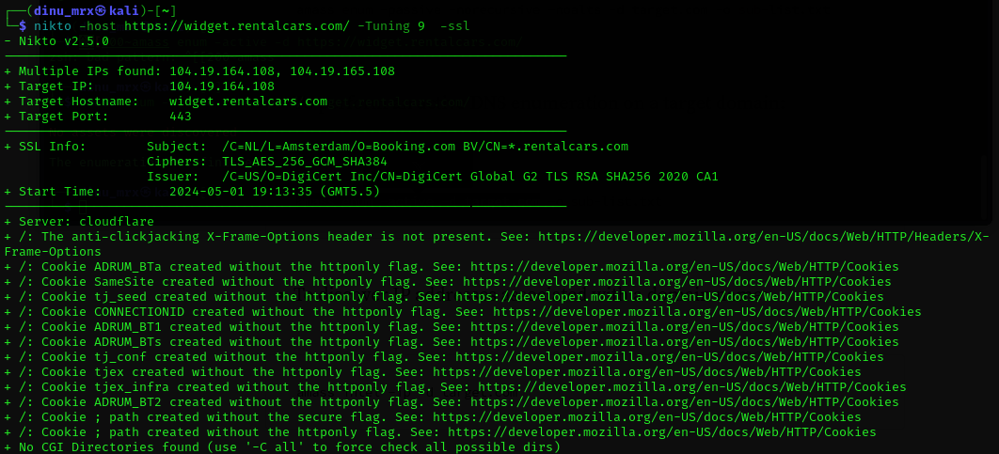 ┌──(dinu_mrx㉿kali)-[~]
└─$ nikto -host https://widget.rentalcars.com/ -Tuning 9  -ssl
- Nikto v2.5.0
---------------------------------------------------------------------------
+ Multiple IPs found: 104.19.164.108, 104.19.165.108
+ Target IP:          104.19.164.108
+ Target Hostname:    widget.rentalcars.com
+ Target Port:        443
---------------------------------------------------------------------------
+ SSL Info:        Subject:  /C=NL/L=Amsterdam/O=Booking.com BV/CN=*.rentalcars.com
                   Ciphers:  TLS_AES_256_GCM_SHA384
                   Issuer:   /C=US/O=DigiCert Inc/CN=DigiCert Global G2 TLS RSA SHA256 2020 CA1
+ Start Time:         2024-05-01 19:13:35 (GMT5.5)
---------------------------------------------------------------------------
+ Server: cloudflare
+ /: The anti-clickjacking X-Frame-Options header is not present. See: https://developer.mozilla.org/en-US/docs/Web/HTTP/Headers/X-
Frame-Options
+ /: Cookie ADRUM_BTa created without the httponly flag. See: https://developer.mozilla.org/en-US/docs/Web/HTTP/Cookies
+ /: Cookie SameSite created without the httponly flag. See: https://developer.mozilla.org/en-US/docs/Web/HTTP/Cookies
+ /: Cookie tj_seed created without the httponly flag. See: https://developer.mozilla.org/en-US/docs/Web/HTTP/Cookies
+ /: Cookie CONNECTIONID created without the httponly flag. See: https://developer.mozilla.org/en-US/docs/Web/HTTP/Cookies
+ /: Cookie ADRUM_BT1 created without the httponly flag. See: https://developer.mozilla.org/en-US/docs/Web/HTTP/Cookies
+ /: Cookie ADRUM_BTs created without the httponly flag. See: https://developer.mozilla.org/en-US/docs/Web/HTTP/Cookies
+ /: Cookie tj_conf created without the httponly flag. See: https://developer.mozilla.org/en-US/docs/Web/HTTP/Cookies
+ /: Cookie tjex created without the httponly flag. See: https://developer.mozilla.org/en-US/docs/Web/HTTP/Cookies
+ /: Cookie tjex_infra created without the httponly flag. See: https://developer.mozilla.org/en-US/docs/Web/HTTP/Cookies
+ /: Cookie ADRUM_BT2 created without the httponly flag. See: https://developer.mozilla.org/en-US/docs/Web/HTTP/Cookies
+ /: Cookie ; path created without the secure flag. See: https://developer.mozilla.org/en-US/docs/Web/HTTP/Cookies
+ /: Cookie ; path created without the httponly flag. See: https://developer.mozilla.org/en-US/docs/Web/HTTP/Cookies
+ No CGI Directories found (use '-C all' to force check all possible dirs)